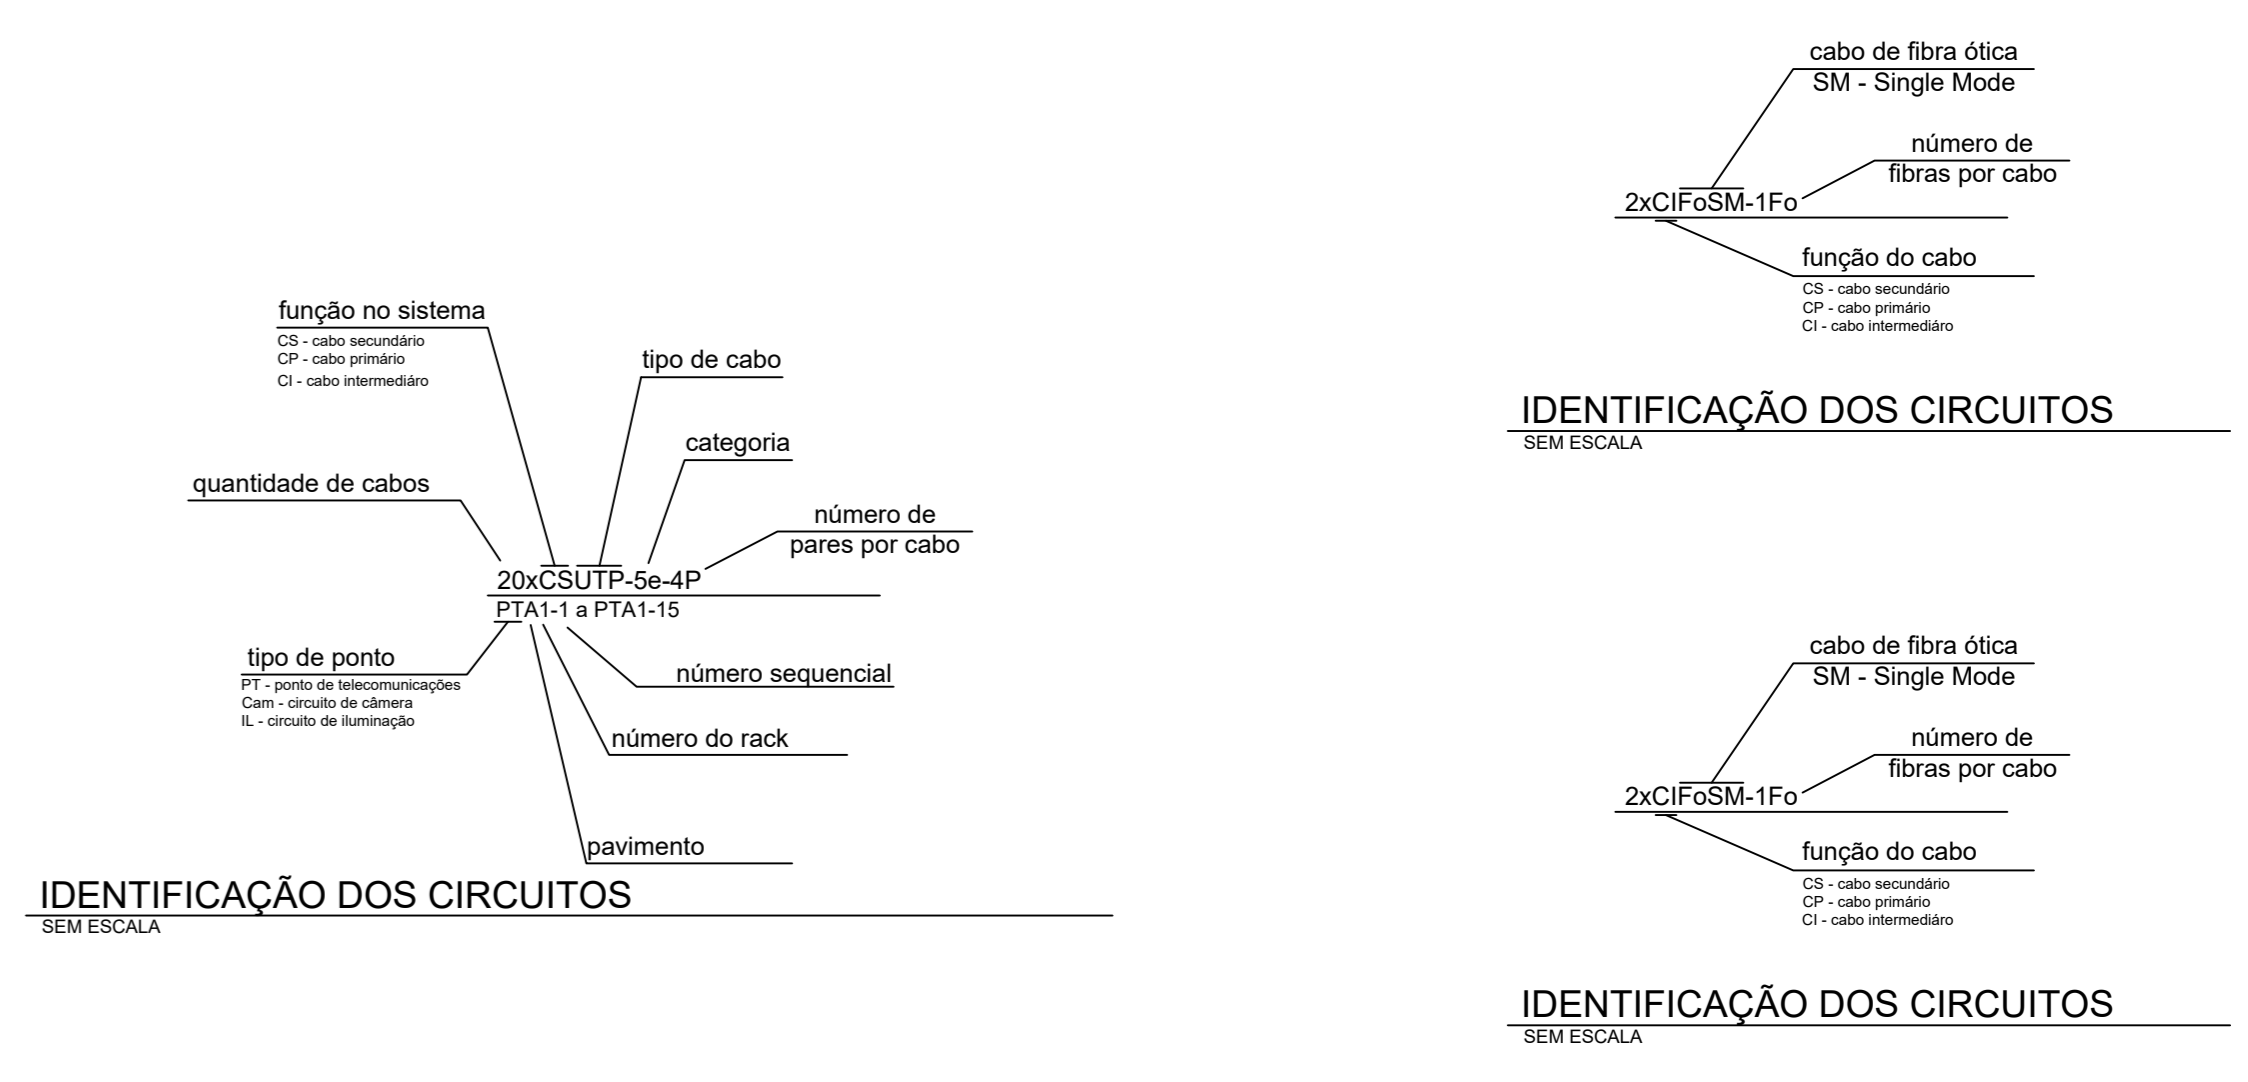 função no sistema
CS - cabo secundário
CP - cabo primário
CI - cabo intermediáro
tipo de cabo
categoria
quantidade de cabos
número de
pares por cabo
20xCSUTP-5e-4P
PTA1-1 a PTA1-15
tipo de ponto
PT - ponto de telecomunicações
Cam - circuito de câmera
IL - circuito de iluminação
número sequencial
número do rack
pavimento
IDENTIFICAÇÃO DOS CIRCUITOS
SEM ESCALA
cabo de fibra ótica
SM - Single Mode
número de
fibras por cabo
2xCIFoSM-1Fo
função do cabo
CS - cabo secundário
CP - cabo primário
CI - cabo intermediáro
IDENTIFICAÇÃO DOS CIRCUITOS
SEM ESCALA
cabo de fibra ótica
SM - Single Mode
número de
fibras por cabo
2xCIFoSM-1Fo
função do cabo
CS - cabo secundário
CP - cabo primário
CI - cabo intermediáro
IDENTIFICAÇÃO DOS CIRCUITOS
SEM ESCALA